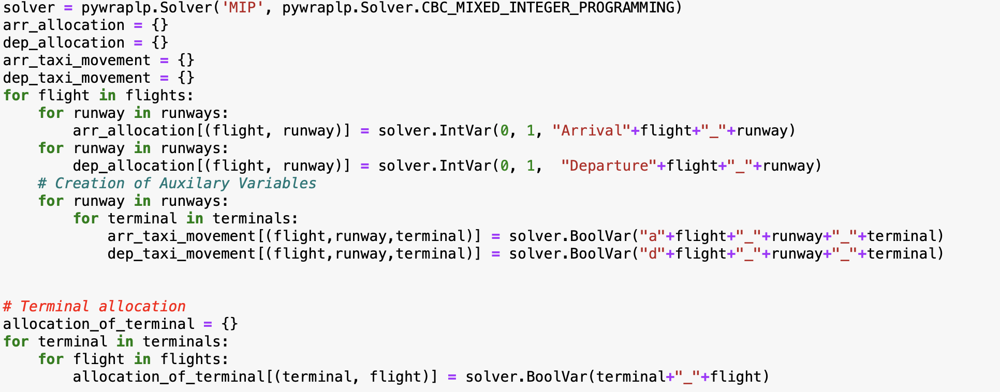 solver = pywraplp.Solver('MIP', pywraplp.Solver.CBC_MIXED_INTEGER_PROGRAMMING)
arr_allocation = {}
dep_allocation = {}
arr_taxi_movement = {}
dep_taxi_movement = {}
for flight in flights:
    for runway in runways:
        arr_allocation[(flight, runway)] = solver.IntVar(0, 1, "Arrival"+flight+"_"+runway)
    for runway in runways:
        dep_allocation[(flight, runway)] = solver.IntVar(0, 1,  "Departure"+flight+"_"+runway)
    # Creation of Auxilary Variables
    for runway in runways:
        for terminal in terminals:
            arr_taxi_movement[(flight,runway,terminal)] = solver.BoolVar("a"+flight+"_"+runway+"_"+terminal)
            dep_taxi_movement[(flight,runway,terminal)] = solver.BoolVar("d"+flight+"_"+runway+"_"+terminal)
# Terminal allocation
allocation_of_terminal = {}
for terminal in terminals:
    for flight in flights:
        allocation_of_terminal[(terminal, flight)] = solver.BoolVar(terminal+"_"+flight)